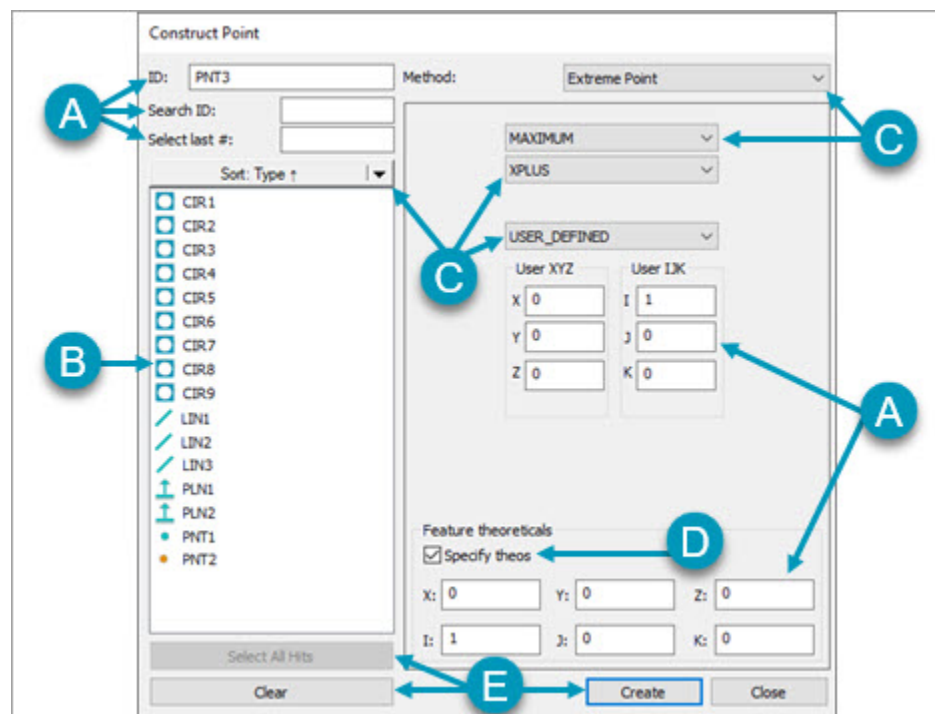 Construct Point
ID: PNT3 Method: Extreme Point
A
Search ID:
Select last #:
MAXIMUM
C
Sort: Type ↑
XPLUS
CIR1
CIR2
CIR3
CIR4
CIR5
CIR6
CIR7
CIR8
CIR9
LIN1
LIN2
LIN3
PLN1
PLN2
PNT1
PNT2
B
C
USER_DEFINED
User XYZ User IJK
X 0 I 1
Y 0 J 0
Z 0 K 0
A
Feature theoreticals
Specify theos
D
X: 0 Y: 0 Z: 0
I: 1 J: 0 K: 0
Select All Hits
E
Clear Create Close